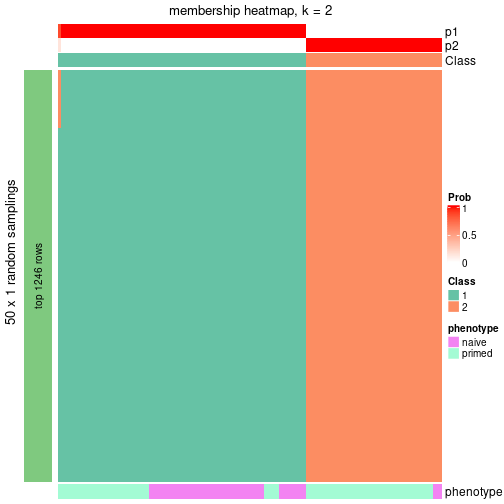 membership heatmap, k = 2
p1
p2
Class
50 x 1 random samplings
top 1246 rows
Prob
1
0.5
0
Class
1
2
phenotype
naive
primed
phenotype